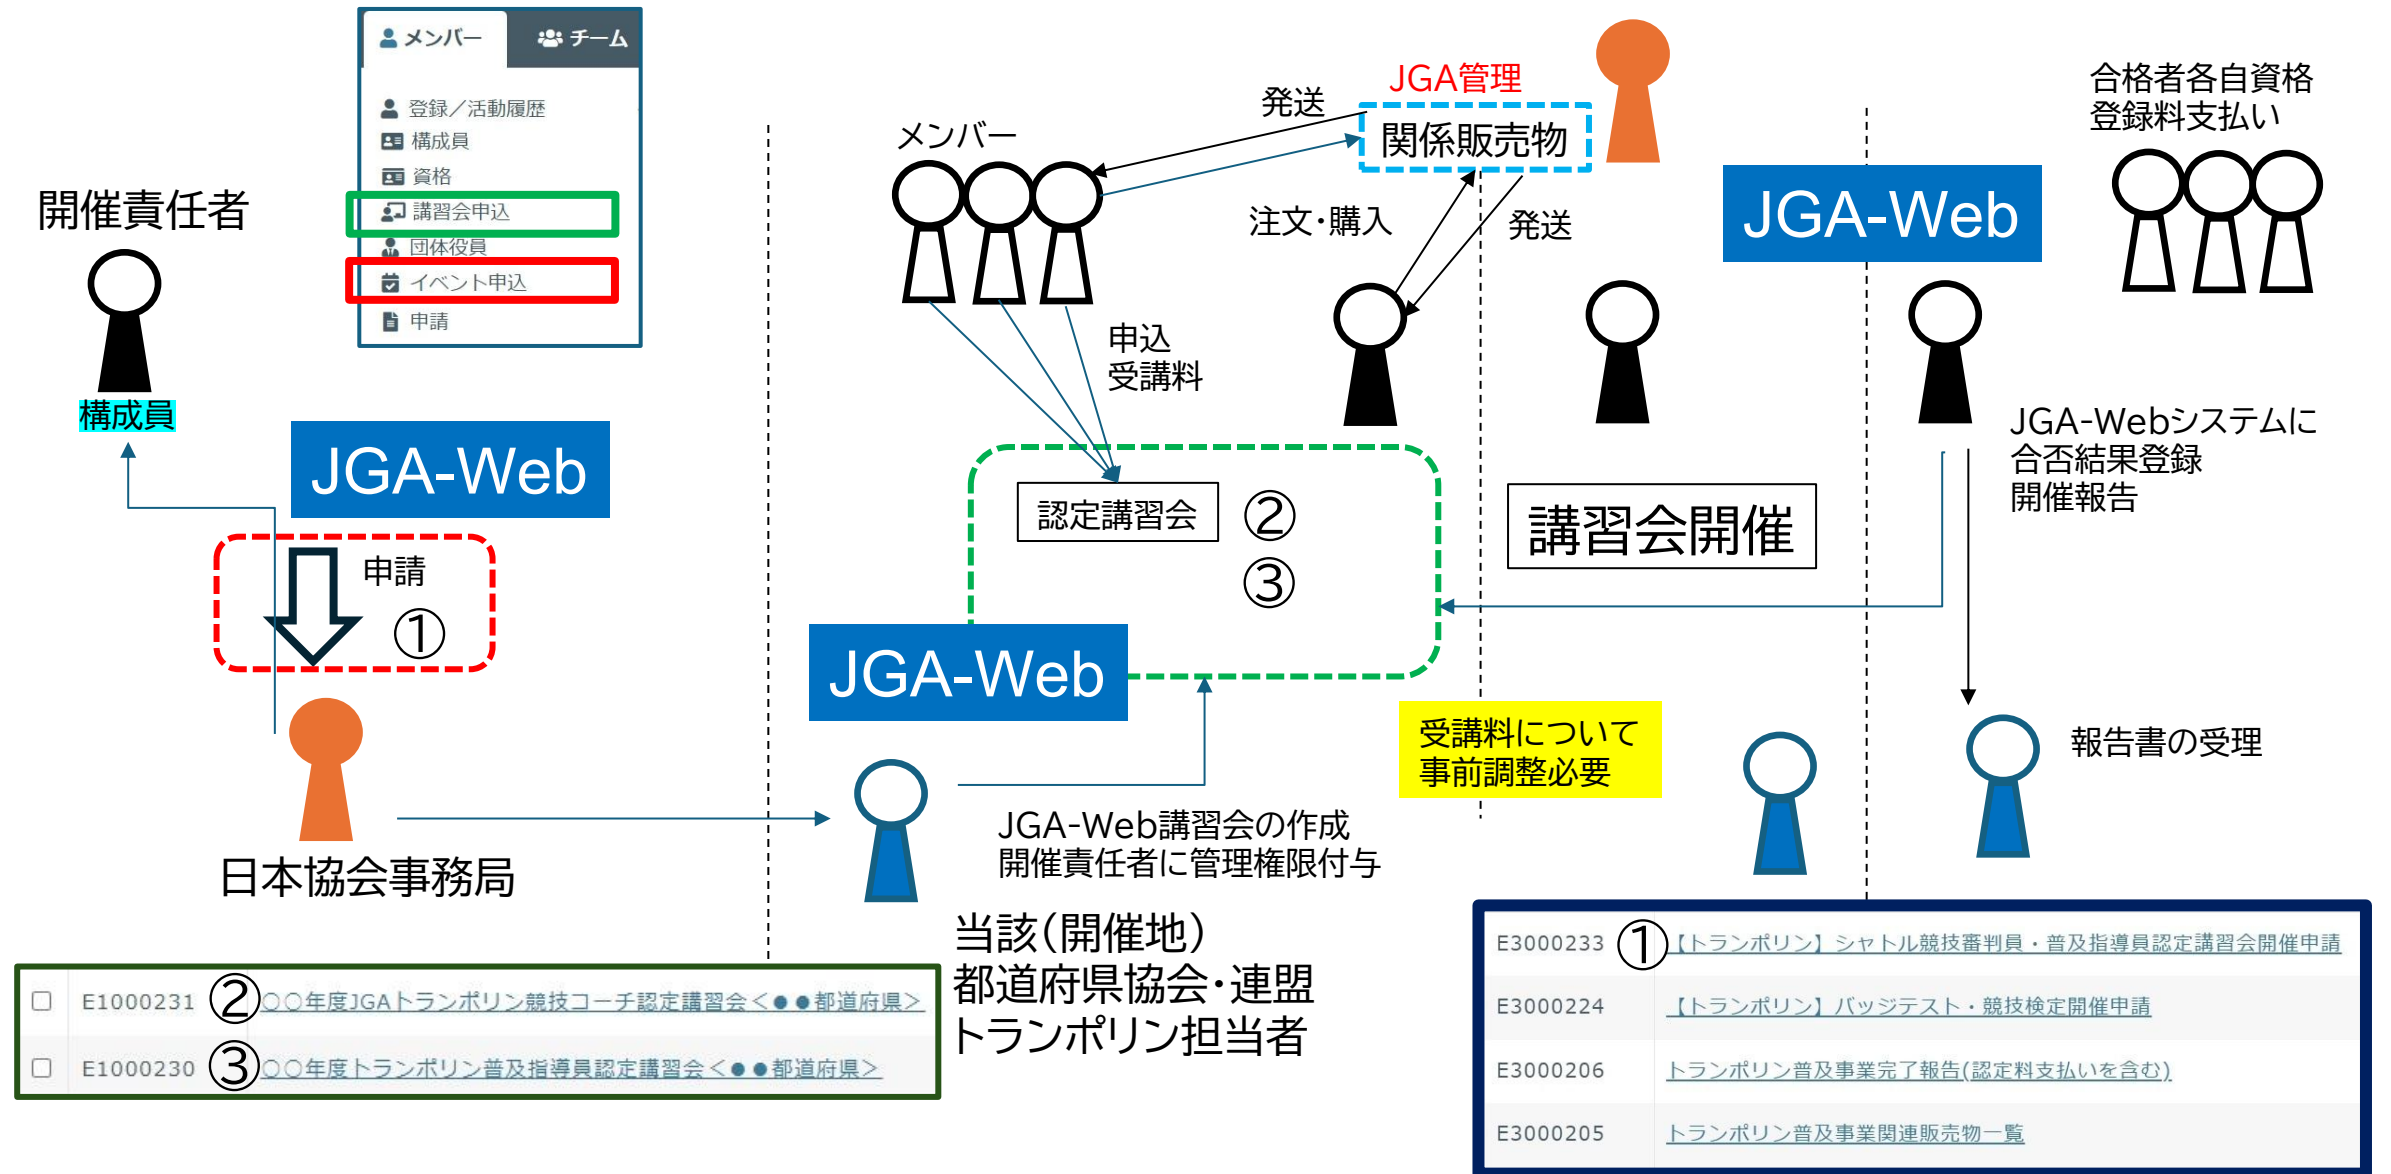 メンバー
チーム
登録／活動履歴
構成員
資格
講習会申込
団体役員
イベント申込
申請
開催責任者
構成員
JGA-Web
申請
①
日本協会事務局
メンバー
発送
JGA管理
関係販売物
注文・購入
発送
申込
受講料
認定講習会
②
③
JGA-Web
JGA-Web講習会の作成
開催責任者に管理権限付与
当該（開催地）
都道府県協会・連盟
トランポリン担当者
講習会開催
受講料について
事前調整必要
JGA-Web
合格者各自資格
登録料支払い
JGA-Webシステムに
合否結果登録
開催報告
報告書の受理
E1000231 ② 〇〇年度JGAトランポリン競技コーチ認定講習会＜●●都道府県＞
E1000230 ③ 〇〇年度トランポリン普及指導員認定講習会＜●●都道府県＞
E3000233 ① 【トランポリン】シャトル競技審判員・普及指導員認定講習会開催申請
E3000224 【トランポリン】バッジテスト・競技検定開催申請
E3000206 トランポリン普及事業完了報告(認定料支払いを含む)
E3000205 トランポリン普及事業関連販売物一覧